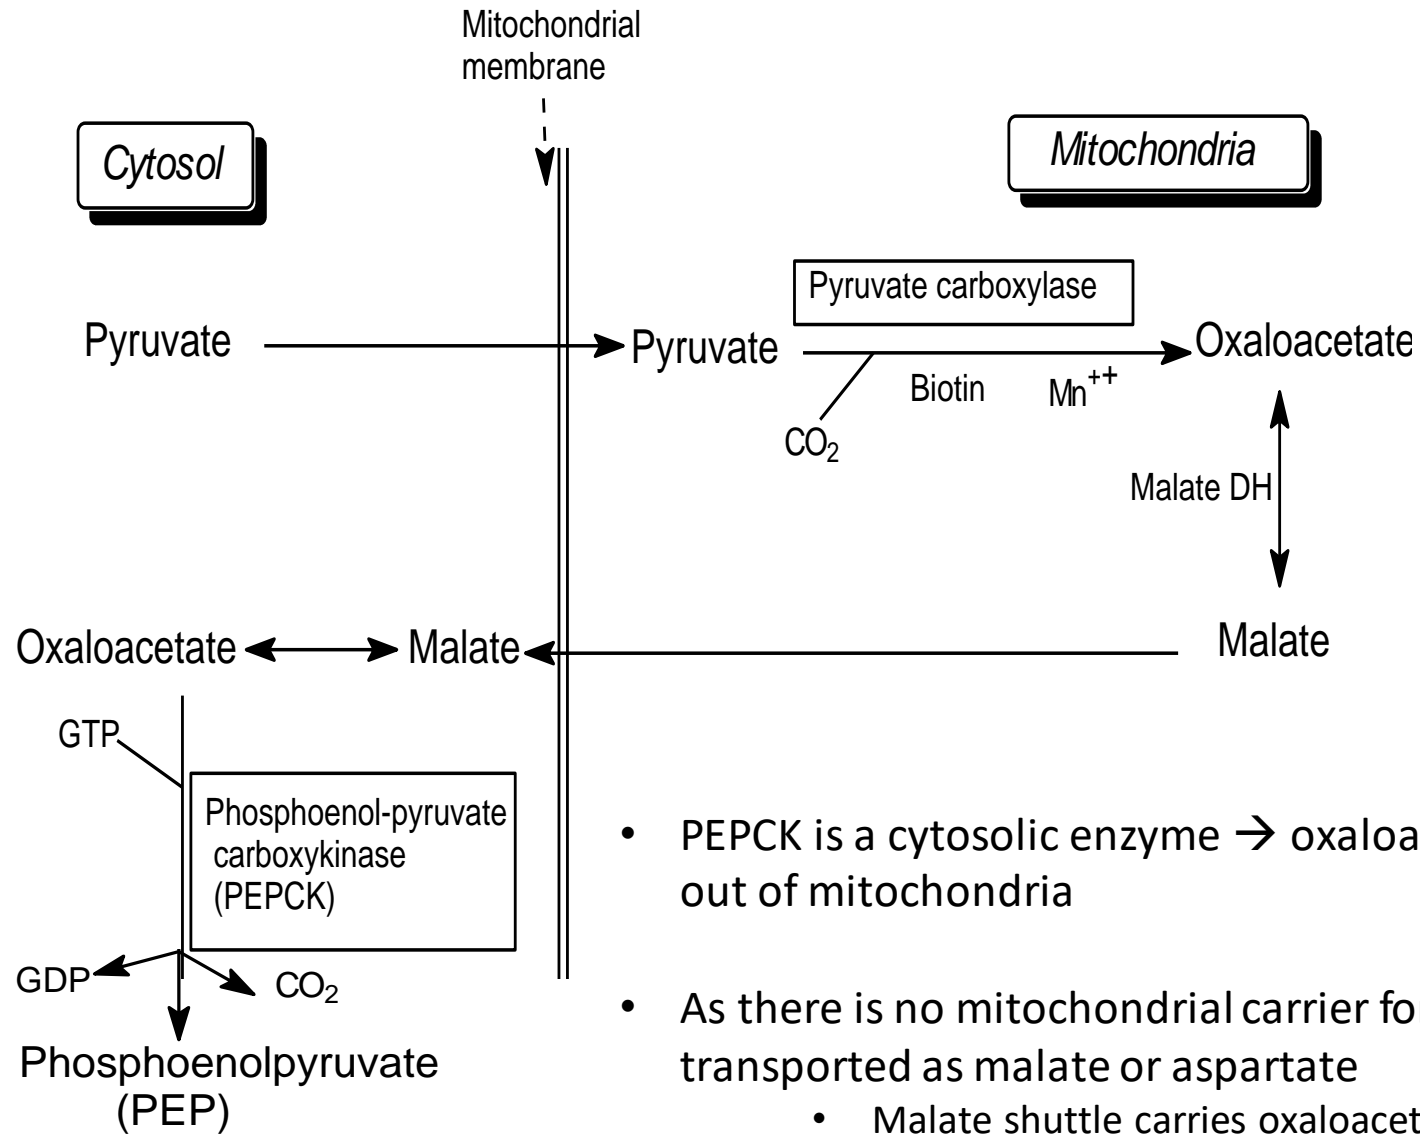 Mitochondrial
membrane
Cytosol
Mitochondria
Pyruvate carboxylase
Pyruvate
Pyruvate
Oxaloacetate
Biotin
Mn++
CO2
Malate DH
Oxaloacetate
Malate
Malate
GTP
Phosphoenol-pyruvate
carboxykinase
(PEPCK)
GDP
CO2
Phosphoenolpyruvate
(PEP)
• PEPCK is a cytosolic enzyme → oxaloa
out of mitochondria
• As there is no mitochondrial carrier for
transported as malate or aspartate
• Malate shuttle carries oxaloacet